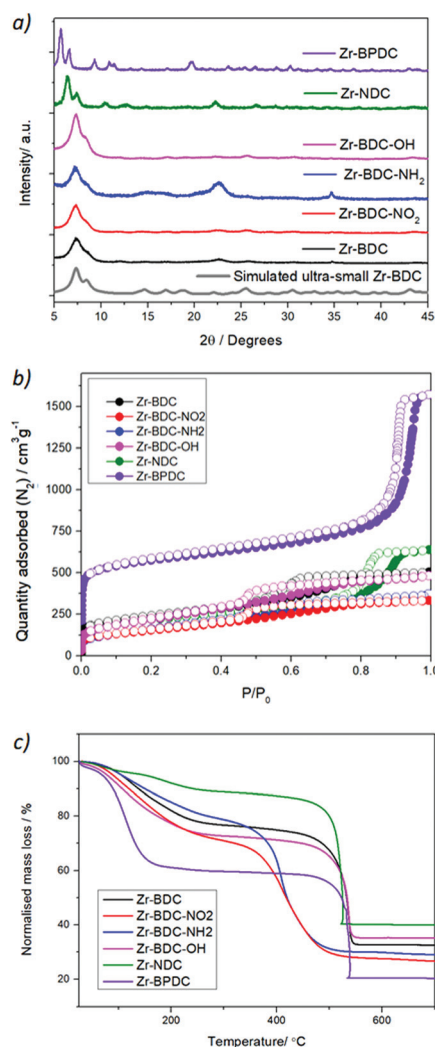 a)
Intensity/ a.u.
Zr-BPDC
Zr-NDC
Zr-BDC-OH
Zr-BDC-NH2
Zr-BDC-NO2
Zr-BDC
Simulated ultra-small Zr-BDC
5 10 15 20 25 30 35 40 45
2θ / Degrees
b)
Quantity adsorbed (N2) / cm3g-1
1500
1250
1000
750
500
250
0
Zr-BDC
Zr-BDC-NO2
Zr-BDC-NH2
Zr-BDC-OH
Zr-NDC
Zr-BPDC
0.0 0.2 0.4 0.6 0.8 1.0
P/P0
c)
Normalised mass loss / %
100
80
60
40
20
Zr-BDC
Zr-BDC-NO2
Zr-BDC-NH2
Zr-BDC-OH
Zr-NDC
Zr-BPDC
200 400 600
Temperature/ °C